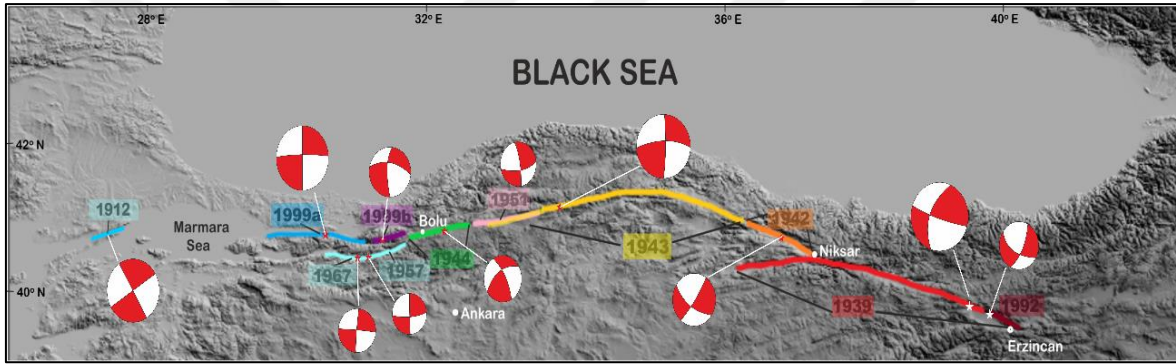 28° E
32° E
36° E
40° E
BLACK SEA
42° N
1912
Marmara
Sea
1999a
1999b
Bolu
1951
1942
1943
1944
1967
1957
Niksar
40° N
Ankara
1939
1992
Erzincan